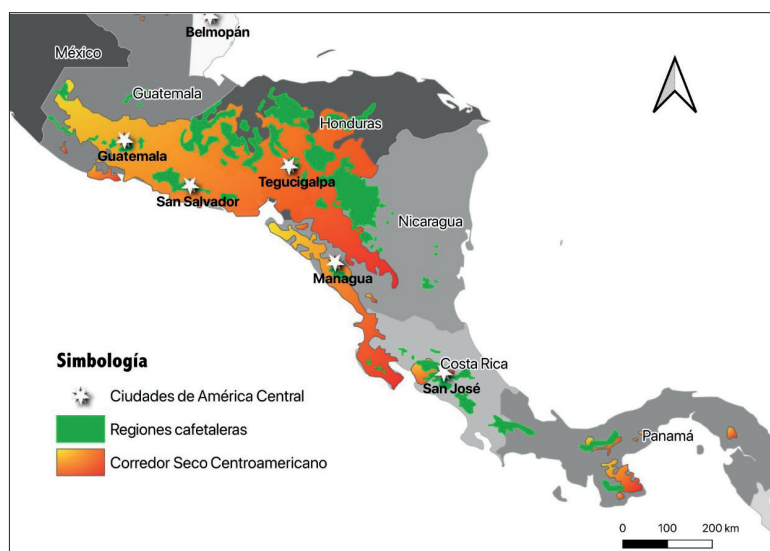 Belmopán
México
Guatemala
Honduras
Guatemala
Tegucigalpa
San Salvador
Nicaragua
Managua
Simbología
Ciudades de América Central
Regiones cafetaleras
Corredor Seco Centroamericano
Costa Rica
San José
Panamá
0 100 200 km